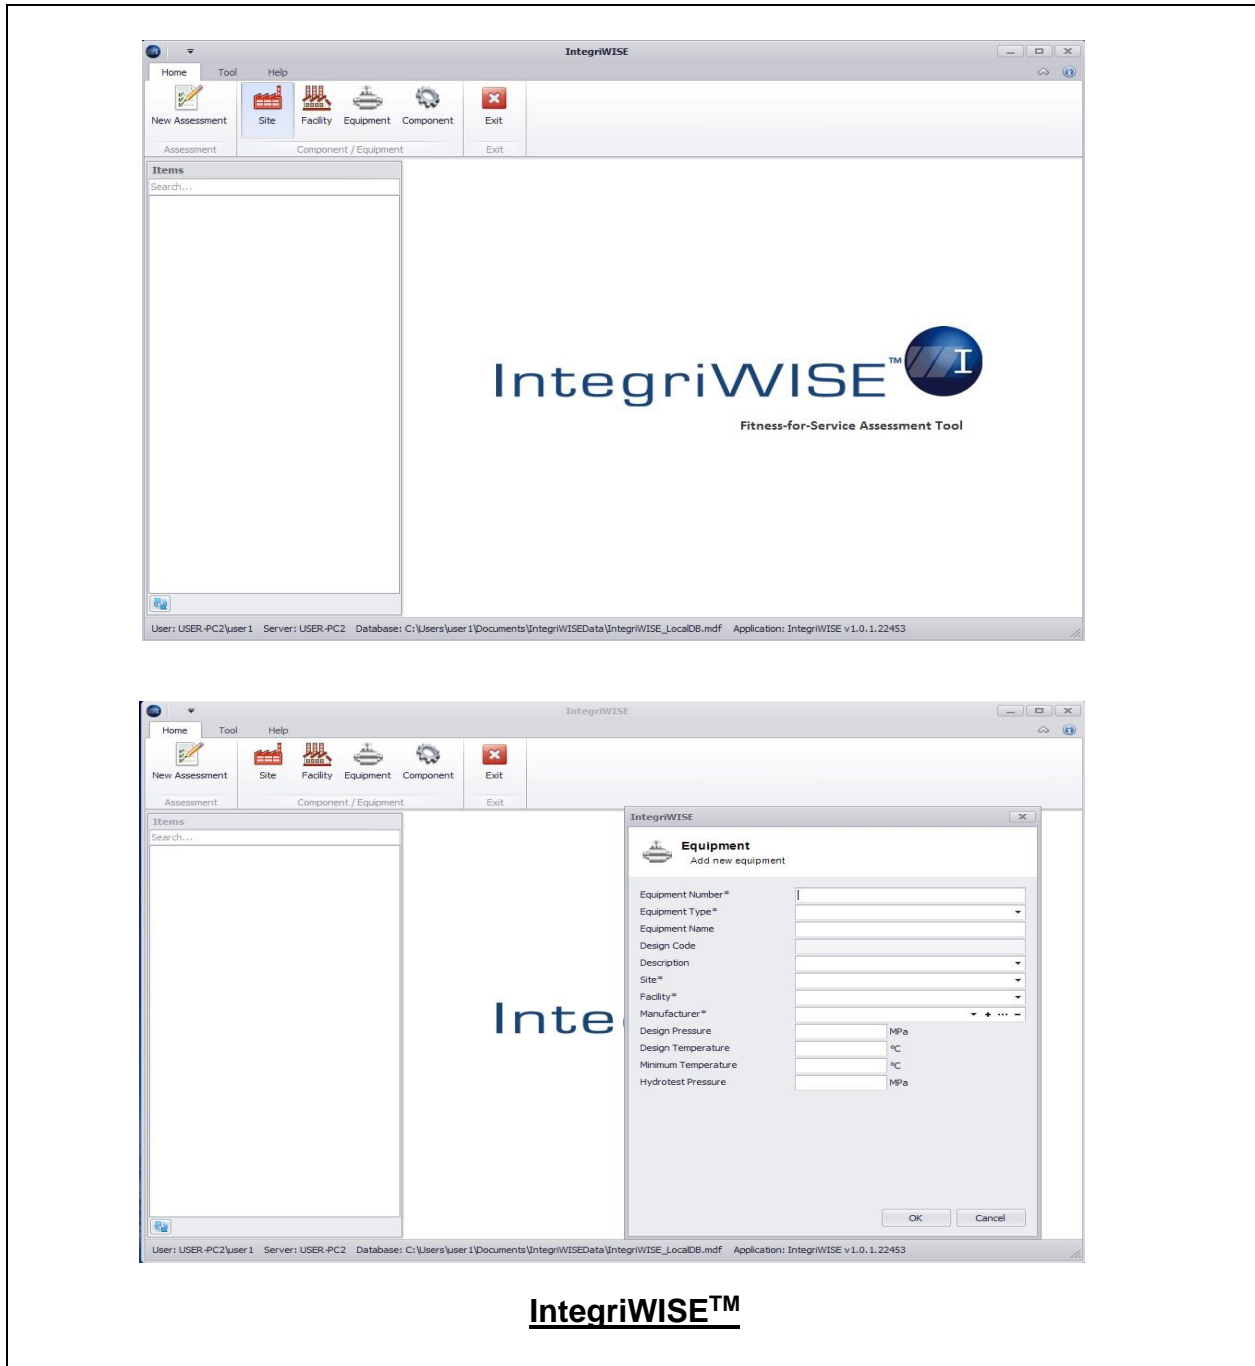 IntegriWISE
Home Tool Help
New Assessment Site Facility Equipment Component Exit
Assessment Component / Equipment Exit
Items
Search...
IntegriWISE™ I
Fitness-for-Service Assessment Tool
User: USER-PC2\user1 Server: USER-PC2 Database: C:\Users\user1\Documents\IntegriWISEData\IntegriWISE_LocalDB.mdf Application: IntegriWISE v1.0.1.22453
IntegriWISE
Home Tool Help
New Assessment Site Facility Equipment Component Exit
Assessment Component / Equipment Exit
Items
Search...
Inte
IntegriWISE
Equipment
Add new equipment
Equipment Number*
Equipment Type*
Equipment Name
Design Code
Description
Site*
Facility*
Manufacturer*
Design Pressure MPa
Design Temperature ºC
Minimum Temperature ºC
Hydrotest Pressure MPa
OK Cancel
User: USER-PC2\user1 Server: USER-PC2 Database: C:\Users\user1\Documents\IntegriWISEData\IntegriWISE_LocalDB.mdf Application: IntegriWISE v1.0.1.22453
IntegriWISE™